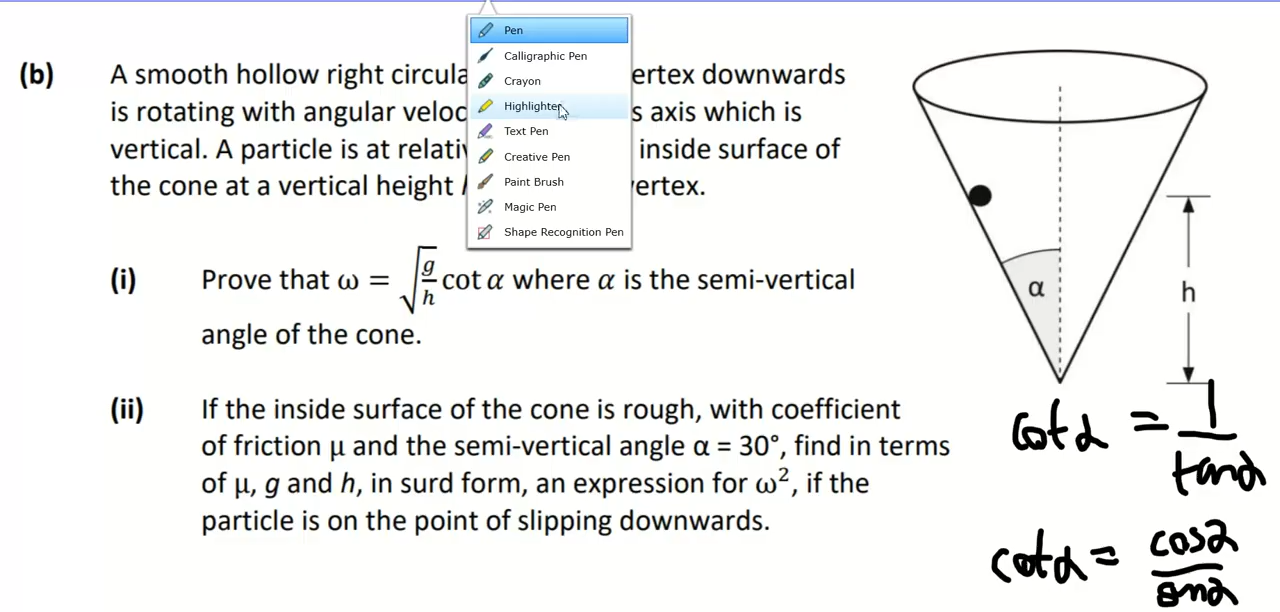 Pen
Calligraphic Pen
Crayon
Highlighter
Text Pen
Creative Pen
Paint Brush
Magic Pen
Shape Recognition Pen
(b) A smooth hollow right circula ertex downwards
is rotating with angular veloc s axis which is
vertical. A particle is at relativ inside surface of
the cone at a vertical height h vertex.
(i) Prove that ω = √(g/h) cot α where α is the semi-vertical
angle of the cone.
(ii) If the inside surface of the cone is rough, with coefficient
of friction μ and the semi-vertical angle α = 30°, find in terms
of μ, g and h, in surd form, an expression for ω², if the
particle is on the point of slipping downwards.
α
h
cot α = 1/tan α
cot α = cos α/sin α